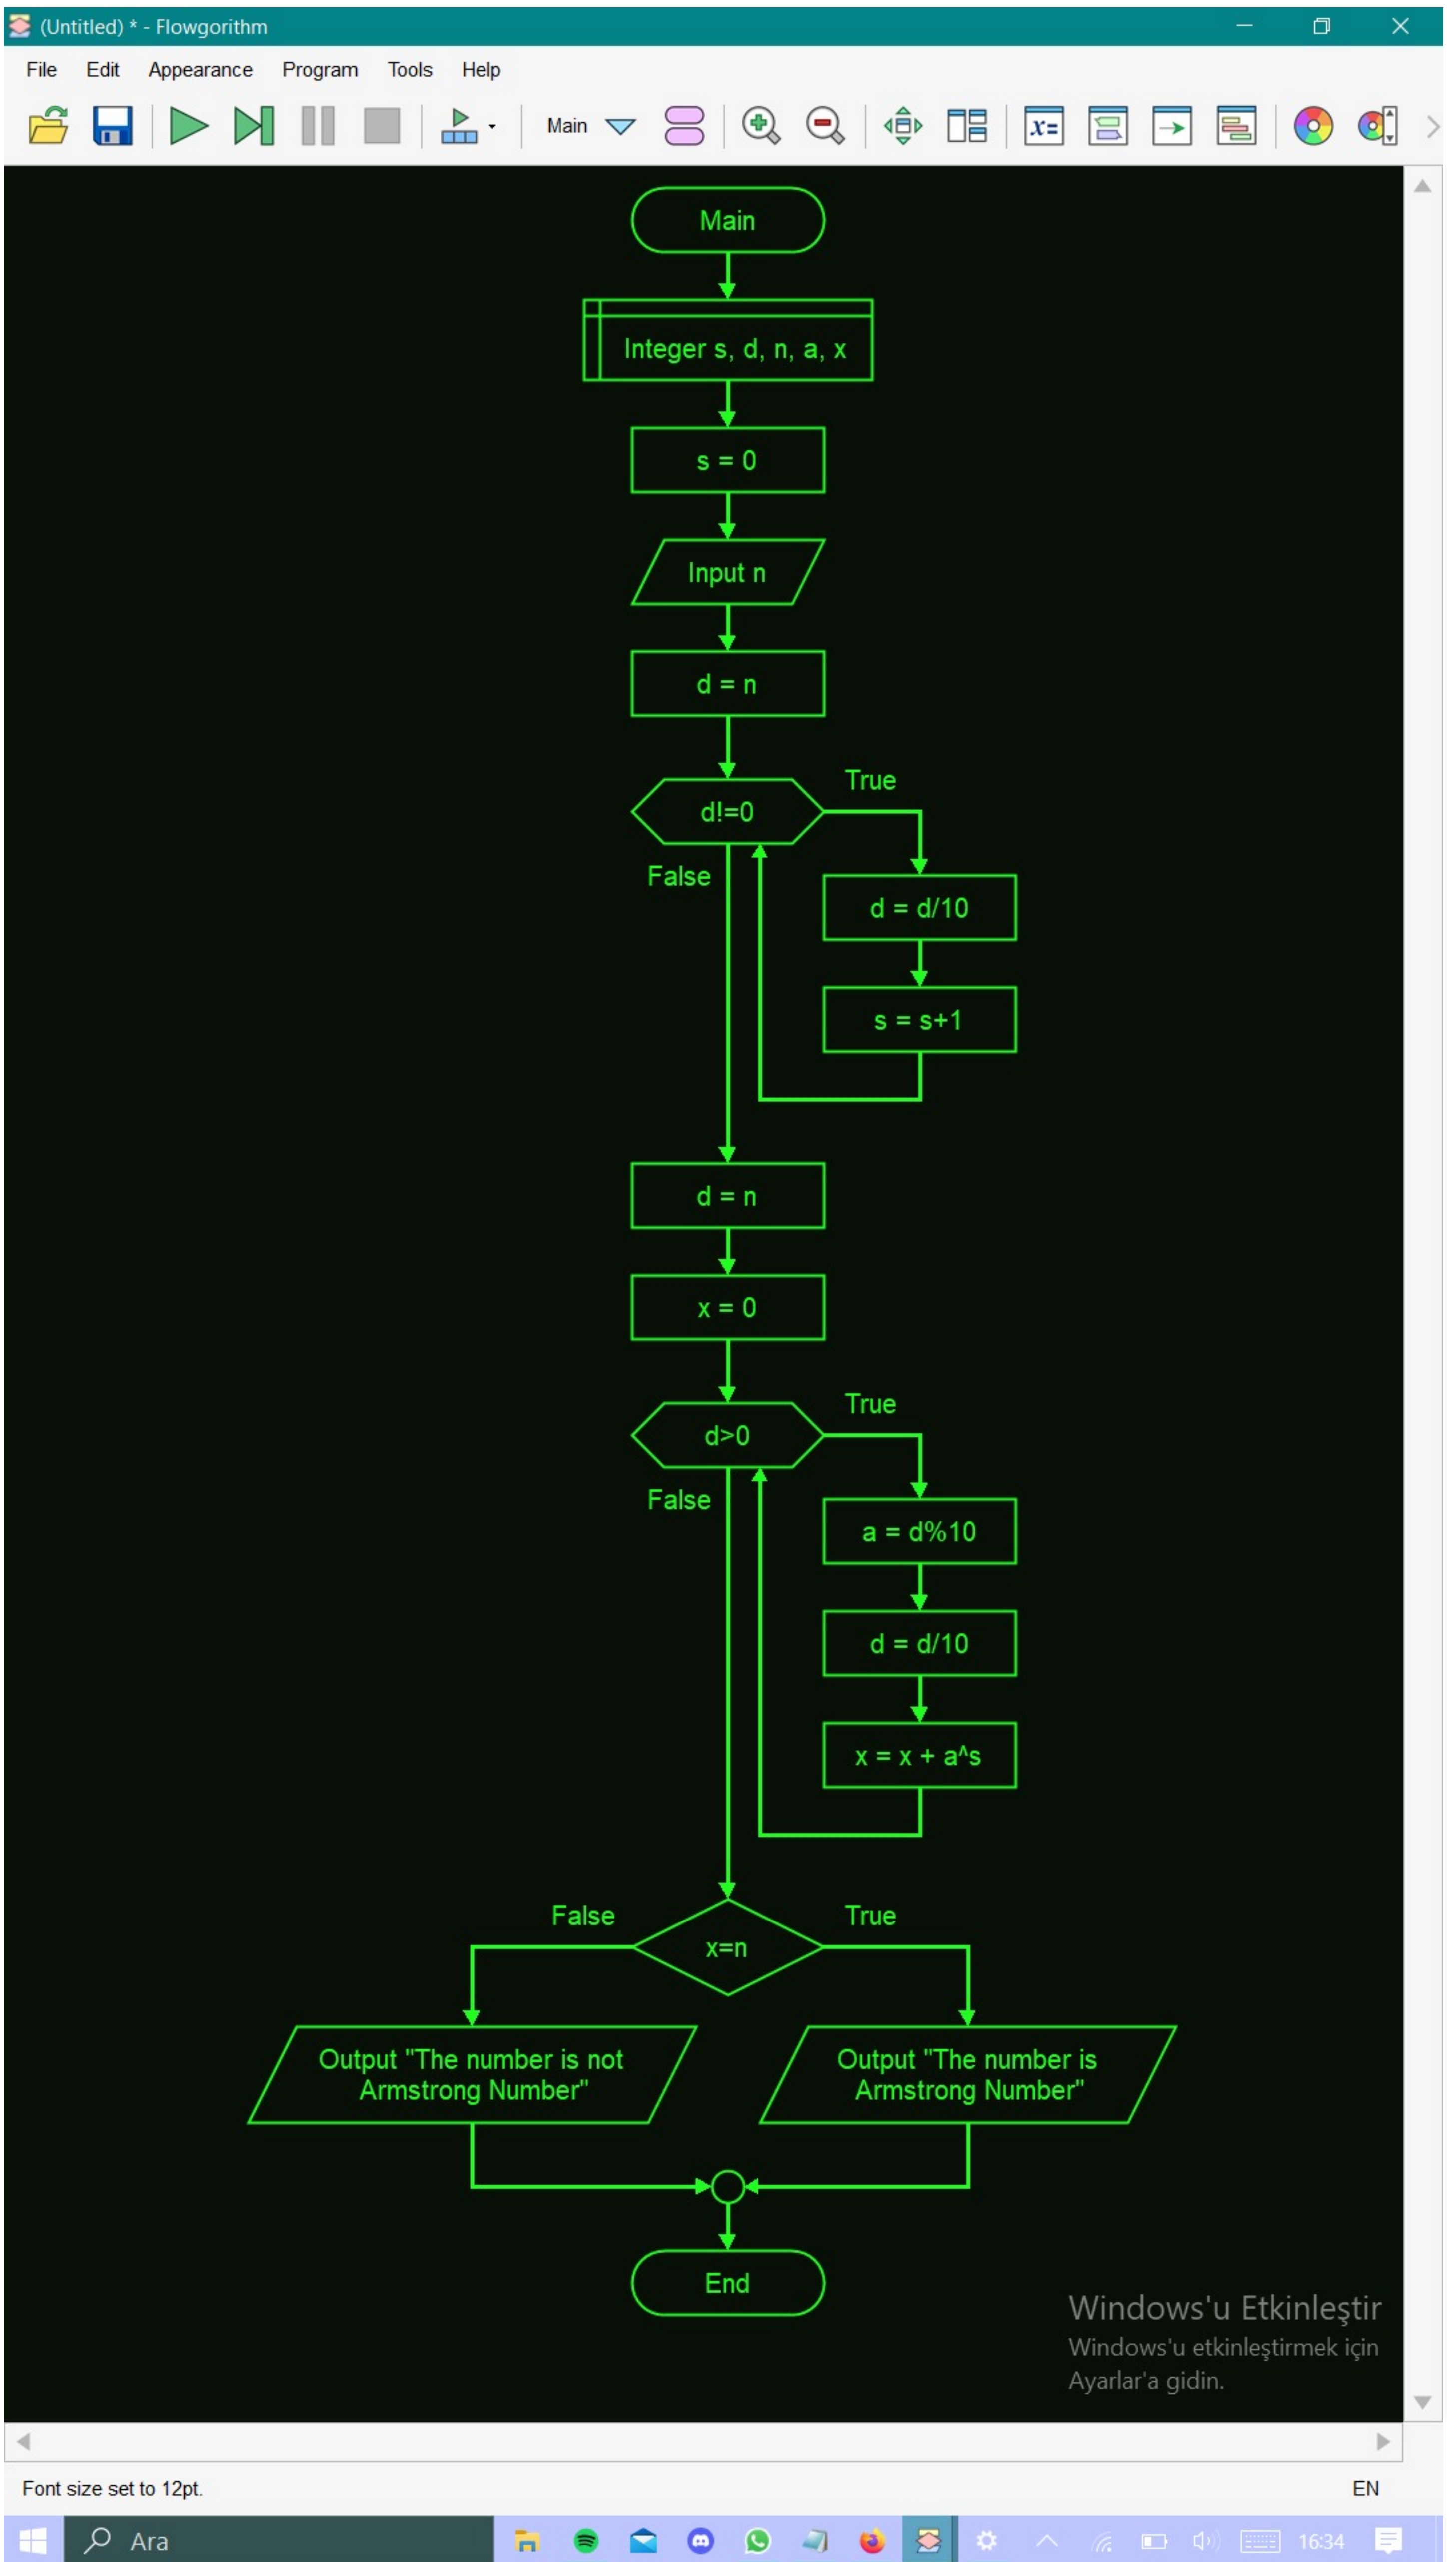 (Untitled) * - Flowgorithm
File Edit Appearance Program Tools Help
Main
x=
Main
Integer s, d, n, a, x
s = 0
Input n
d = n
d!=0
True
False
d = d/10
s = s+1
d = n
x = 0
d>0
True
False
a = d%10
d = d/10
x = x + a^s
False
x=n
True
Output "The number is not
Armstrong Number"
Output "The number is
Armstrong Number"
End
Windows'u Etkinleştir
Windows'u etkinleştirmek için
Ayarlar'a gidin.
Font size set to 12pt.
EN
Ara
16:34